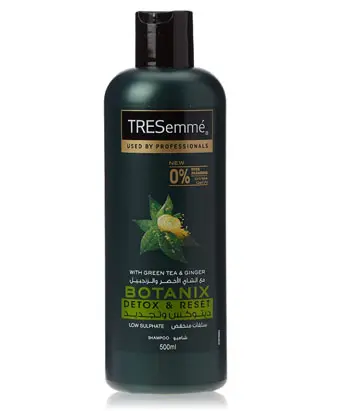 TRESemmé
USED BY PROFESSIONALS
NEW
0%
WITH GREEN TEA & GINGER
مع الشاي الأخضر والزنجبيل
BOTANIX
DETOX & RESET
ديتوكس وتجديد
LOW SULPHATE سلفات منخفض
SHAMPOO شامبو
500ml